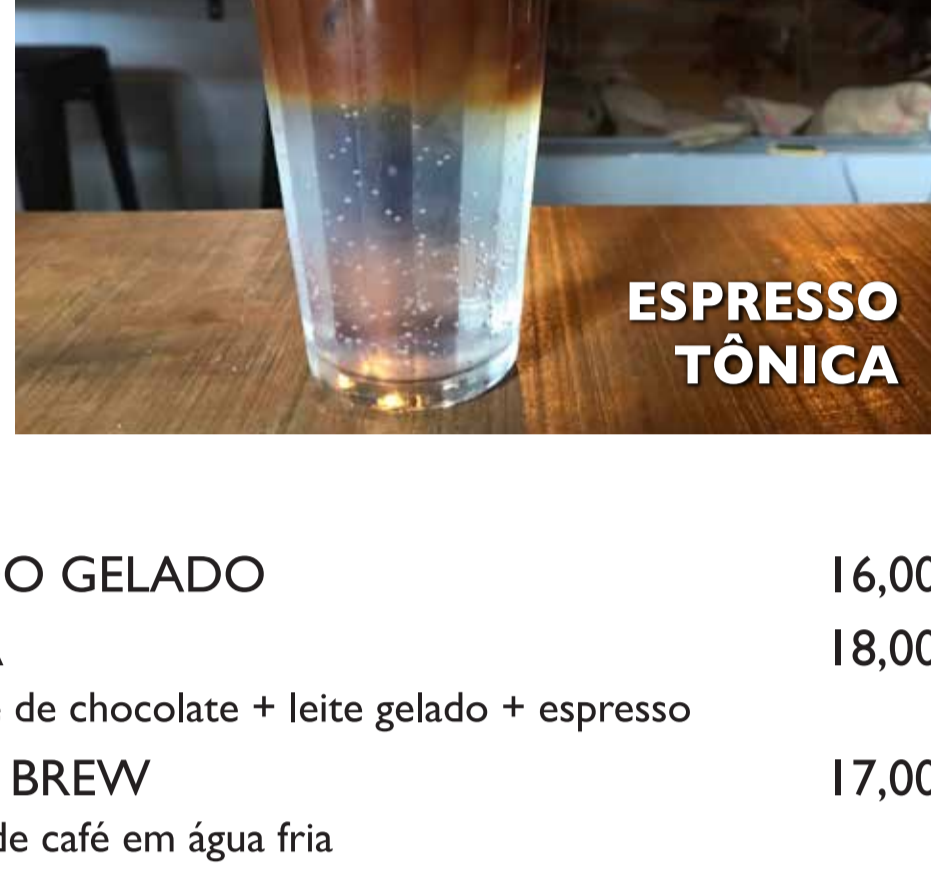 ESPRESSO
TÔNICA
O GELADO 16,00
18,00
de chocolate + leite gelado + espresso
BREW 17,00
de café em água fria